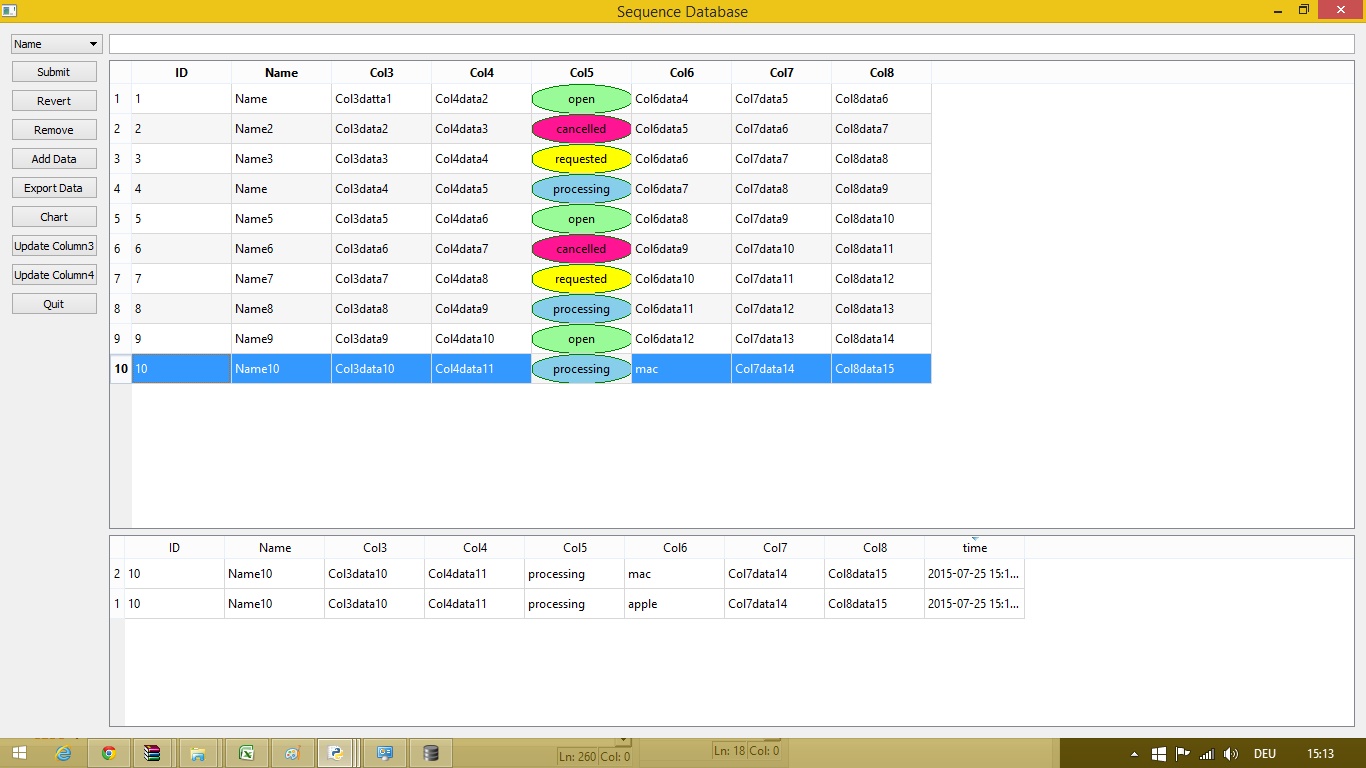 Sequence Database
Name
Submit
Revert
Remove
Add Data
Export Data
Chart
Update Column3
Update Column4
Quit
ID Name Col3 Col4 Col5 Col6 Col7 Col8
1 1 Name Col3datta1 Col4data2 open Col6data4 Col7data5 Col8data6
2 2 Name2 Col3data2 Col4data3 cancelled Col6data5 Col7data6 Col8data7
3 3 Name3 Col3data3 Col4data4 requested Col6data6 Col7data7 Col8data8
4 4 Name Col3data4 Col4data5 processing Col6data7 Col7data8 Col8data9
5 5 Name5 Col3data5 Col4data6 open Col6data8 Col7data9 Col8data10
6 6 Name6 Col3data6 Col4data7 cancelled Col6data9 Col7data10 Col8data11
7 7 Name7 Col3data7 Col4data8 requested Col6data10 Col7data11 Col8data12
8 8 Name8 Col3data8 Col4data9 processing Col6data11 Col7data12 Col8data13
9 9 Name9 Col3data9 Col4data10 open Col6data12 Col7data13 Col8data14
10 10 Name10 Col3data10 Col4data11 processing mac Col7data14 Col8data15
ID Name Col3 Col4 Col5 Col6 Col7 Col8 time
2 10 Name10 Col3data10 Col4data11 processing mac Col7data14 Col8data15 2015-07-25 15:1...
1 10 Name10 Col3data10 Col4data11 processing apple Col7data14 Col8data15 2015-07-25 15:1...
Ln: 260 Col: 0
Ln: 18 Col: 0
DEU
15:13